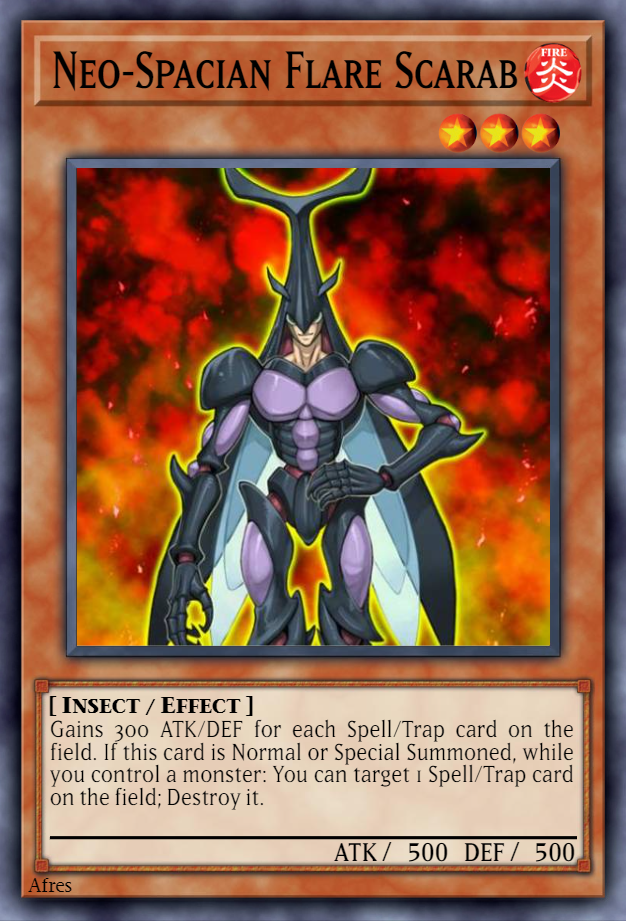 Neo-Spacian Flare Scarab
FIRE
炎
[ Insect / Effect ]
Gains 300 ATK/DEF for each Spell/Trap card on the
field. If this card is Normal or Special Summoned, while
you control a monster: You can target 1 Spell/Trap card
on the field; Destroy it.
ATK / 500 DEF / 500
Afres